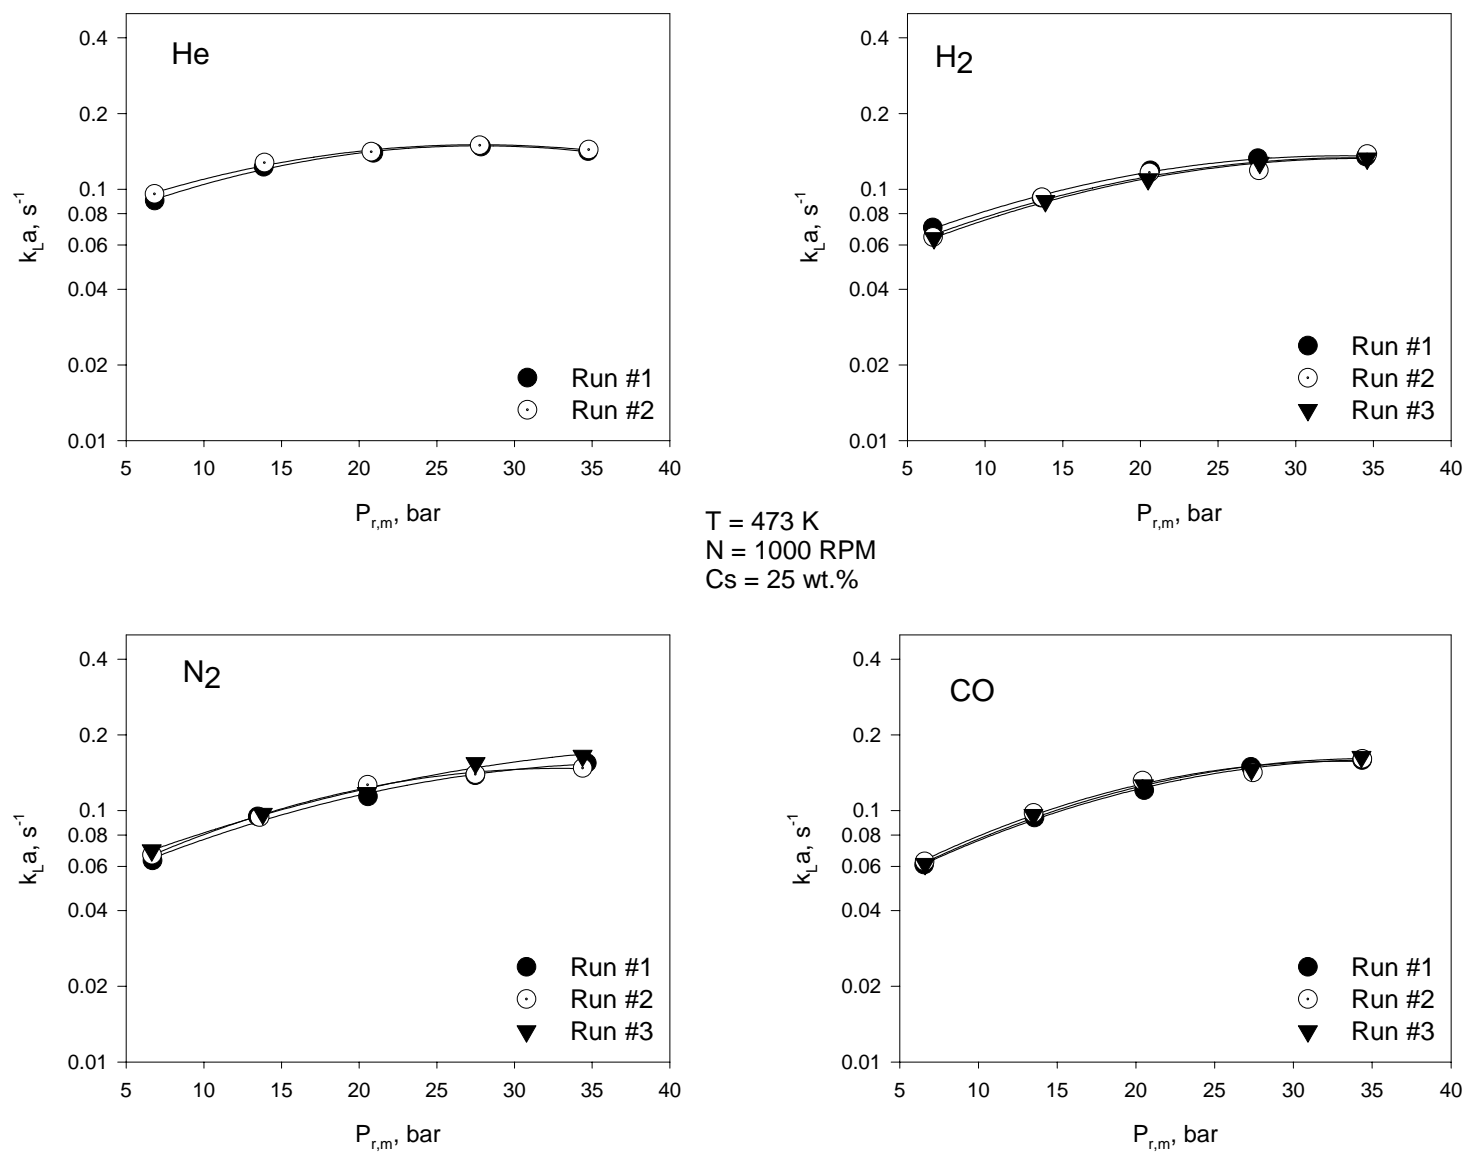 He
0.4
0.2
0.1
0.08
0.06
0.04
0.02
0.01
k_L a, s^-1
Run #1
Run #2
5 10 15 20 25 30 35 40
P_r,m, bar
H2
0.4
0.2
0.1
0.08
0.06
0.04
0.02
0.01
k_L a, s^-1
Run #1
Run #2
Run #3
5 10 15 20 25 30 35 40
P_r,m, bar
T = 473 K
N = 1000 RPM
Cs = 25 wt.%
N2
0.4
0.2
0.1
0.08
0.06
0.04
0.02
0.01
k_L a, s^-1
Run #1
Run #2
Run #3
5 10 15 20 25 30 35 40
P_r,m, bar
CO
0.4
0.2
0.1
0.08
0.06
0.04
0.02
0.01
k_L a, s^-1
Run #1
Run #2
Run #3
5 10 15 20 25 30 35 40
P_r,m, bar